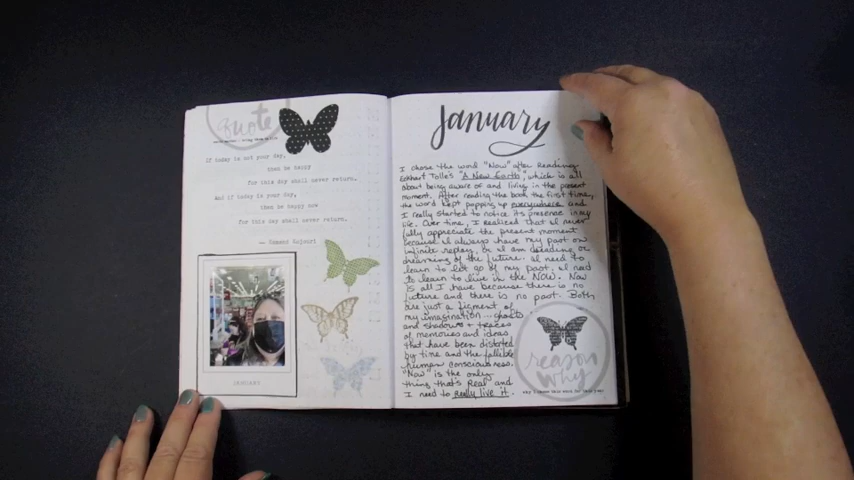 quote
If today is not your day,
then be happy
for this day shall never return.
And if today is your day,
then be happy now
for this day shall never return.
JANUARY
January
I chose the word "Now" after Reading
Eckhart Tolle's "A New Earth", which is all
about being aware of and living in the present
moment. After reading the book the first time,
the word kept popping up everywhere and
I really started to notice its presence in my
life. Over time, I realized that I never
fully appreciate the present moment
because I always have my past on
infinite replay, or I am dreading, or
dreaming of the future. I need to
learn to let go of my past. I need
to learn to live in the NOW. Now
is all I have because there is no
future and there is no past. Both
are just a figment of
my imagination... ghosts
and shadows + traces
of memories and ideas
that have been distorted
by time and the fallible
human consciousness.
"Now" is the only
thing that's Real and
I need to Really live it.
reason
why